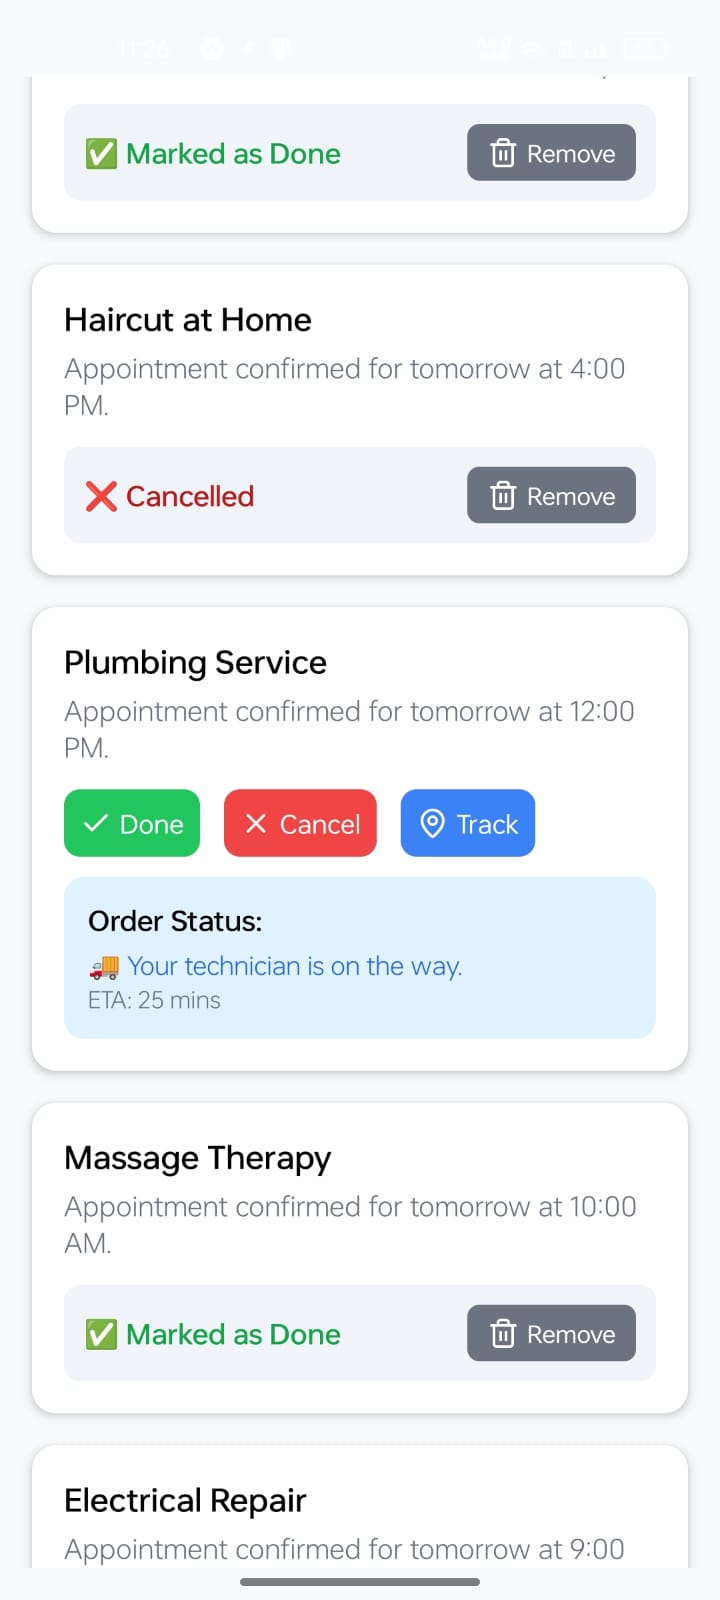 11:26
✅ Marked as Done
Remove
Haircut at Home
Appointment confirmed for tomorrow at 4:00
PM.
❌ Cancelled
Remove
Plumbing Service
Appointment confirmed for tomorrow at 12:00
PM.
Done
Cancel
Track
Order Status:
🚚 Your technician is on the way.
ETA: 25 mins
Massage Therapy
Appointment confirmed for tomorrow at 10:00
AM.
✅ Marked as Done
Remove
Electrical Repair
Appointment confirmed for tomorrow at 9:00